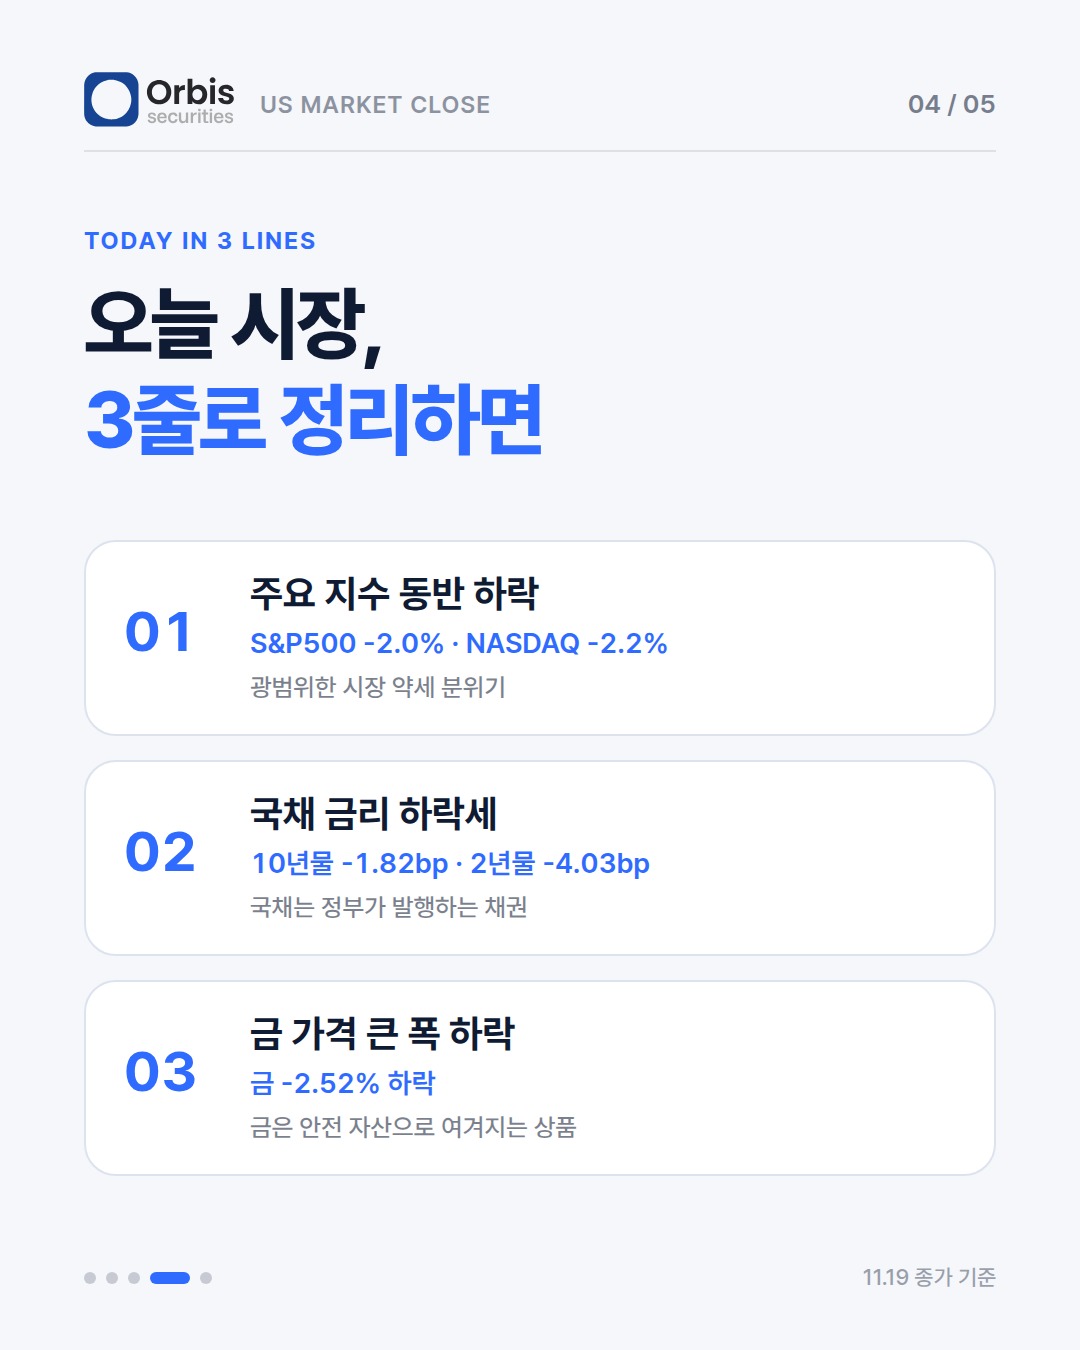 Orbis
securities
US MARKET CLOSE
04 / 05
TODAY IN 3 LINES
오늘 시장,
3줄로 정리하면
01
주요 지수 동반 하락
S&P500 -2.0% · NASDAQ -2.2%
광범위한 시장 약세 분위기
02
국채 금리 하락세
10년물 -1.82bp · 2년물 -4.03bp
국채는 정부가 발행하는 채권
03
금 가격 큰 폭 하락
금 -2.52% 하락
금은 안전 자산으로 여겨지는 상품
11.19 종가 기준